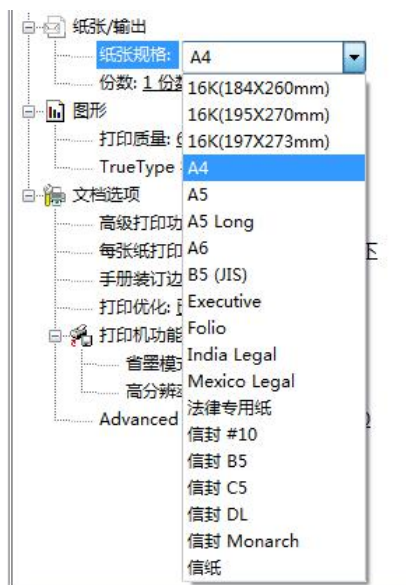 纸张/输出
纸张规格: A4
份数: 1 份数
16K(184X260mm)
图形
16K(195X270mm)
打印质量:
16K(197X273mm)
TrueType
A4
文档选项
A5
高级打印功
A5 Long
每张纸打印
A6
手册装订边
B5 (JIS)
打印优化:
Executive
打印机功能
Folio
省墨模式
India Legal
高分辨
Mexico Legal
Advanced
法律专用纸
信封 #10
信封 B5
信封 C5
信封 DL
信封 Monarch
信纸